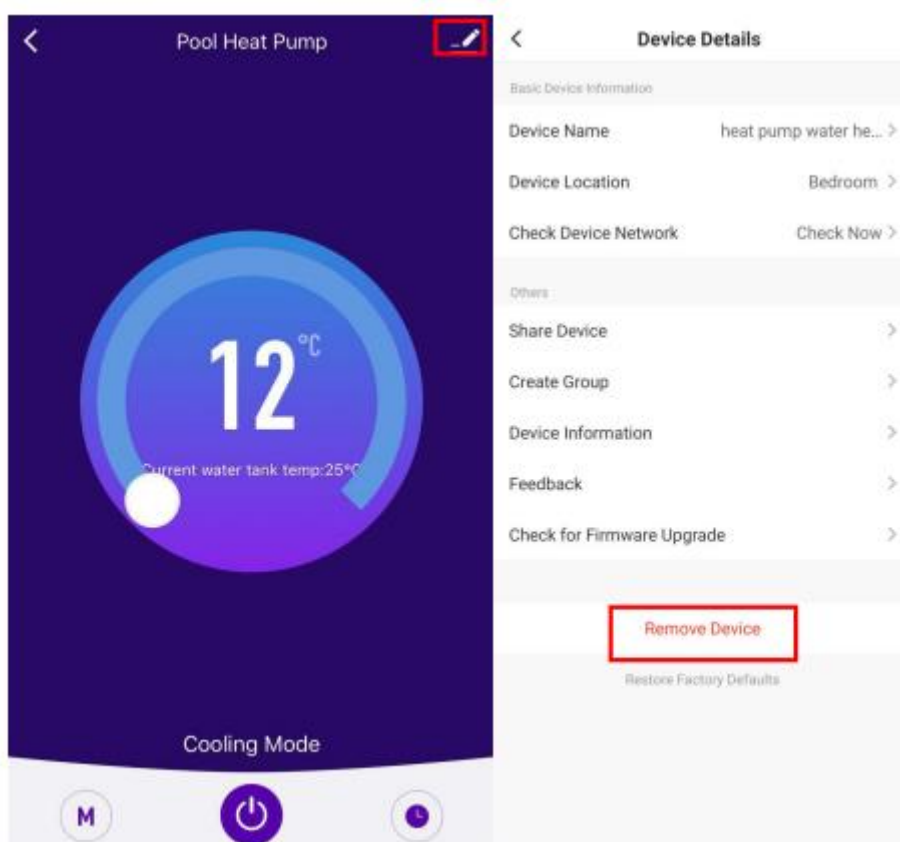 Pool Heat Pump
12°C
Current water tank temp:25°C
Cooling Mode
M
Device Details
Basic Device Information
Device Name heat pump water he...
Device Location Bedroom
Check Device Network Check Now
Others
Share Device
Create Group
Device Information
Feedback
Check for Firmware Upgrade
Remove Device
Restore Factory Defaults